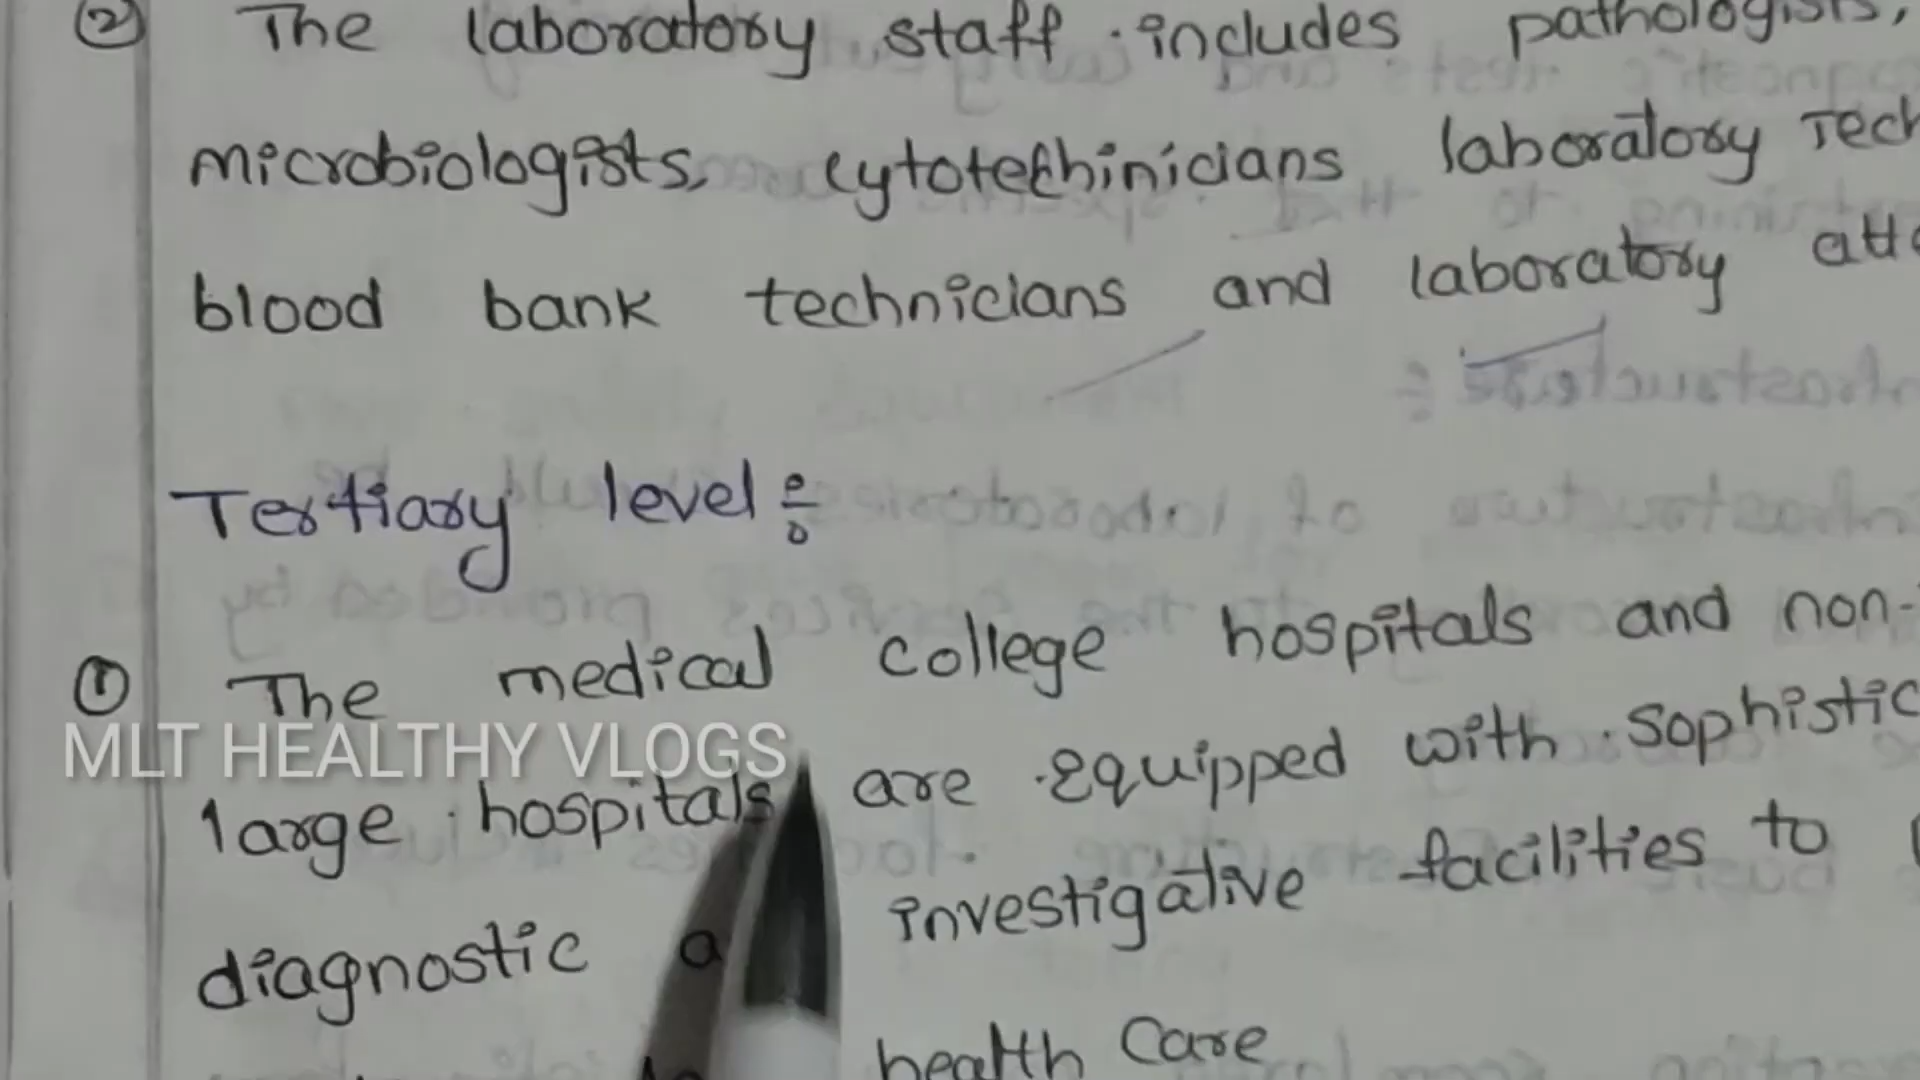 ② The laboratory staff includes pathologists,
microbiologists, cytotechinicians laboratory Tech
blood bank technicians and laboratory atte
Tertiary level :
① The medical college hospitals and non-
MLT HEALTHY VLOGS
large hospitals are equipped with sophistic
diagnostic a investigative facilities to
health care